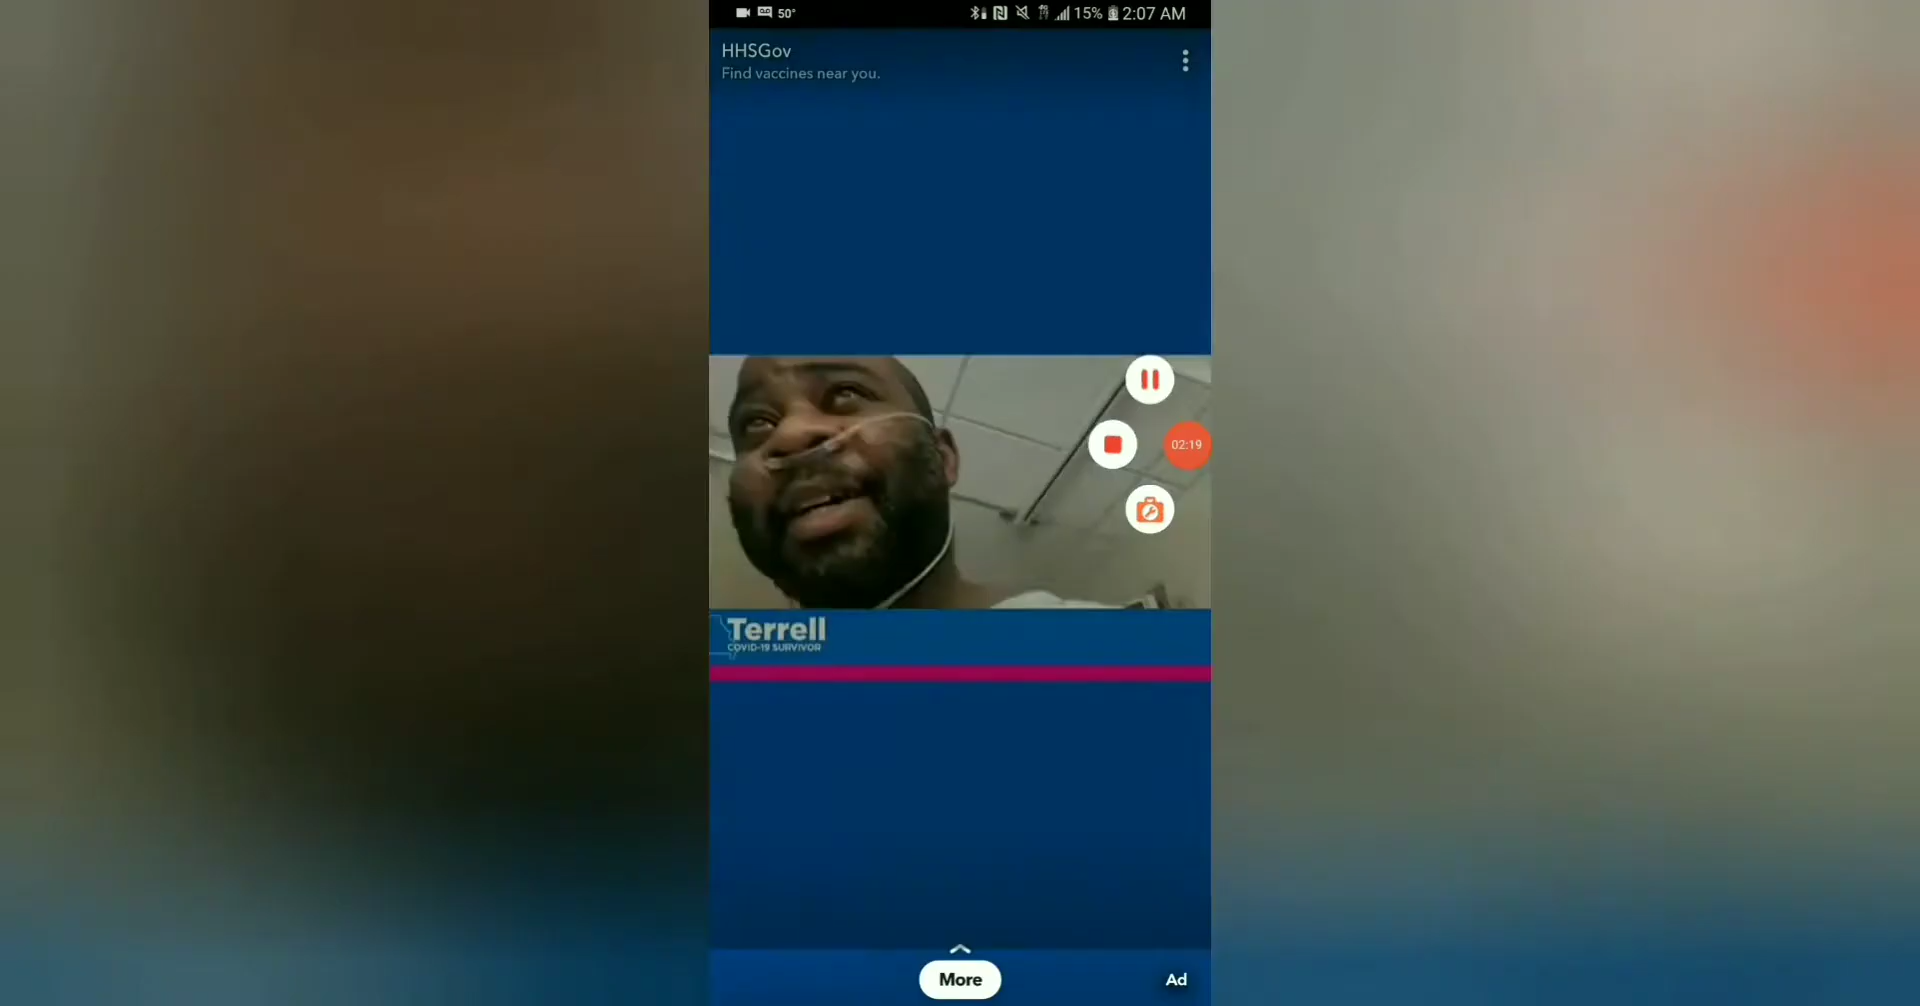 50° 15% 2:07 AM
HHSGov
Find vaccines near you.
02:19
Terrell
COVID-19 SURVIVOR
More
Ad